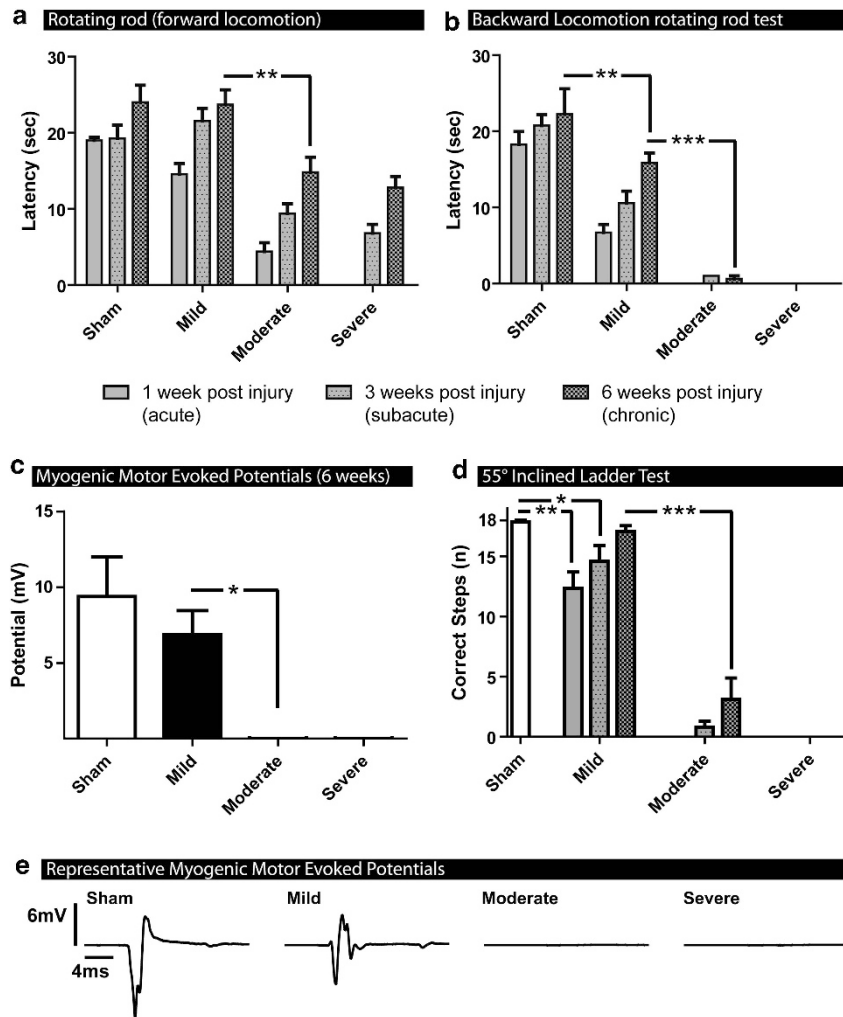 a Rotating rod (forward locomotion)
30
20
10
0
Latency (sec)
**
Sham
Mild
Moderate
Severe
b Backward Locomotion rotating rod test
30
20
10
0
Latency (sec)
**
***
Sham
Mild
Moderate
Severe
1 week post injury
(acute)
3 weeks post injury
(subacute)
6 weeks post injury
(chronic)
c Myogenic Motor Evoked Potentials (6 weeks)
15
10
5
Potential (mV)
*
Sham
Mild
Moderate
Severe
d 55° Inclined Ladder Test
18
15
10
5
0
Correct Steps (n)
*
**
***
Sham
Mild
Moderate
Severe
e Representative Myogenic Motor Evoked Potentials
Sham
Mild
Moderate
Severe
6mV
4ms